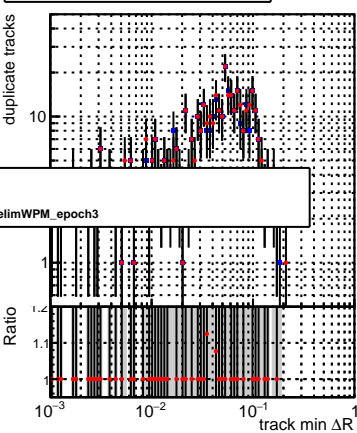 duplicate tracks
10
elimWPM_epoch3
1
Ratio
1.2
1.1
1
10⁻³
10⁻²
10⁻¹
1
track min ΔR